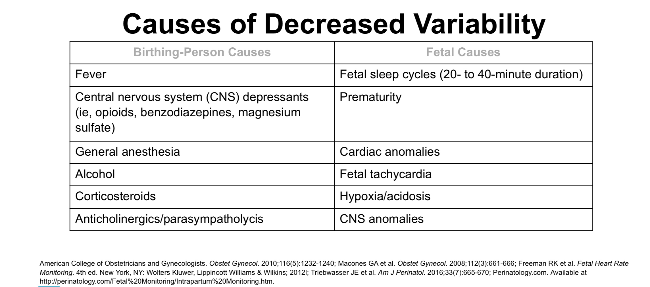 Causes of Decreased Variability
Birthing-Person Causes Fetal Causes
Fever Fetal sleep cycles (20- to 40-minute duration)
Central nervous system (CNS) depressants Prematurity
(ie, opioids, benzodiazepines, magnesium
sulfate)
General anesthesia Cardiac anomalies
Alcohol Fetal tachycardia
Corticosteroids Hypoxia/acidosis
Anticholinergics/parasympatholycis CNS anomalies
American College of Obstetricians and Gynecologists. 2010;116(5):1232-1240; Macones GA et al. Obstet Gynecol. 2008;112(3):661-666; Freeman RK et al. Fetal Heart Rate
Monitoring. 4th ed. New York, NY: Wolters Kluwer, Lippincott Williams & Wilkins; 2012l; Triebwasser JE et al. Am J Perinatol. 2016;33(7):665-670; Perinatology.com. Available at
http://perinatology.com/Fetal%20Monitoring/Intrapartum%20Monitoring.htm.